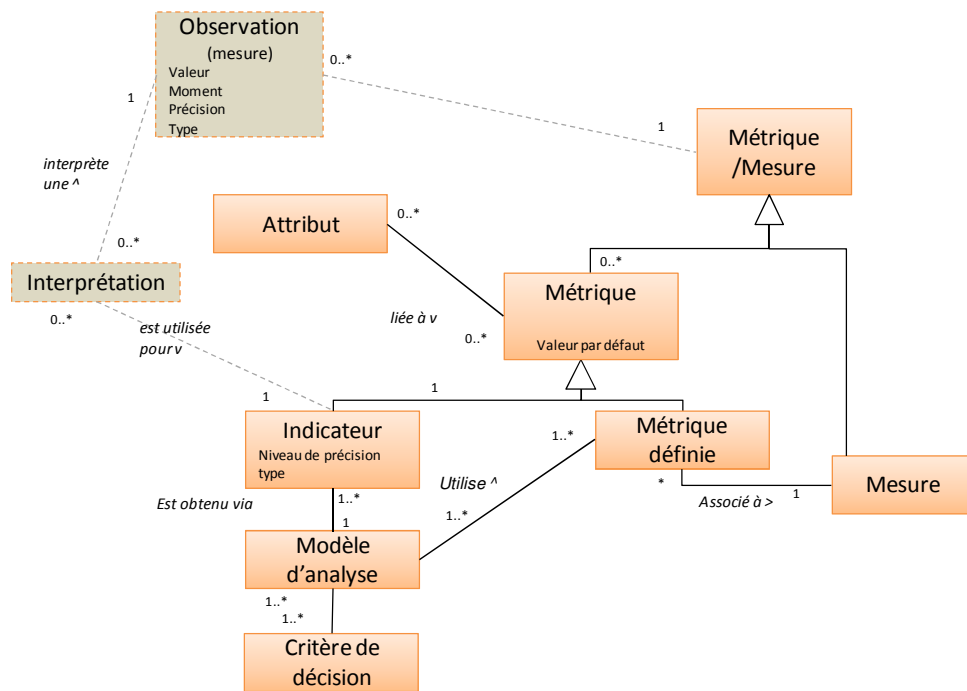 Observation
(mesure)
Valeur
Moment
Précision
Type
0..*
1
1
Métrique
/Mesure
interprète
une ^
Attribut
0..*
0..*
Interprétation
0..*
Métrique
Valeur par défaut
0..*
est utilisée
pour v
liée à v
0..*
1
1
Indicateur
Niveau de précision
type
1..*
Métrique
définie
Est obtenu via
1..*
1
Utilise ^
1..*
*
Associé à >
1
Mesure
Modèle
d’analyse
1..*
1..*
Critère de
décision